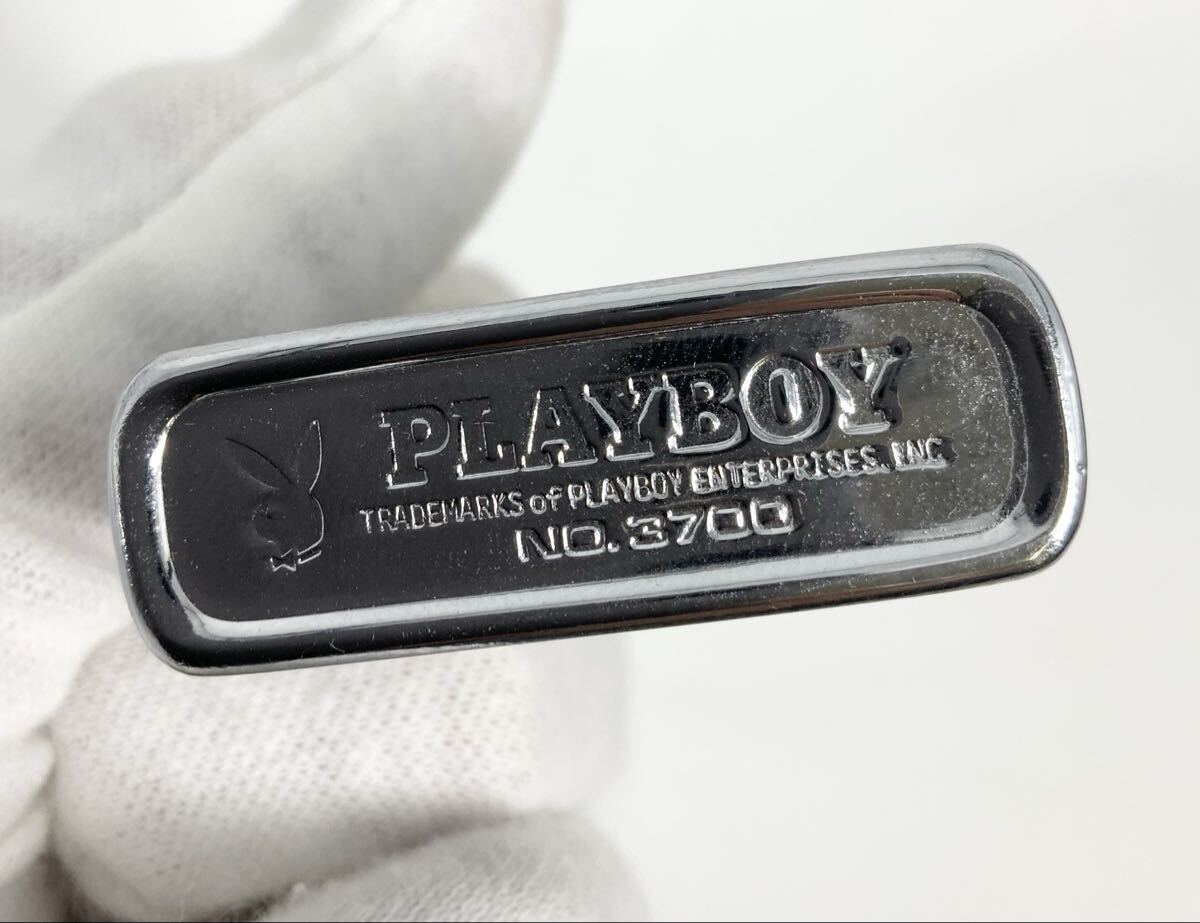 PLAYBOY
TRADEMARKS of PLAYBOY ENTERPRISES, INC.
NO.3700